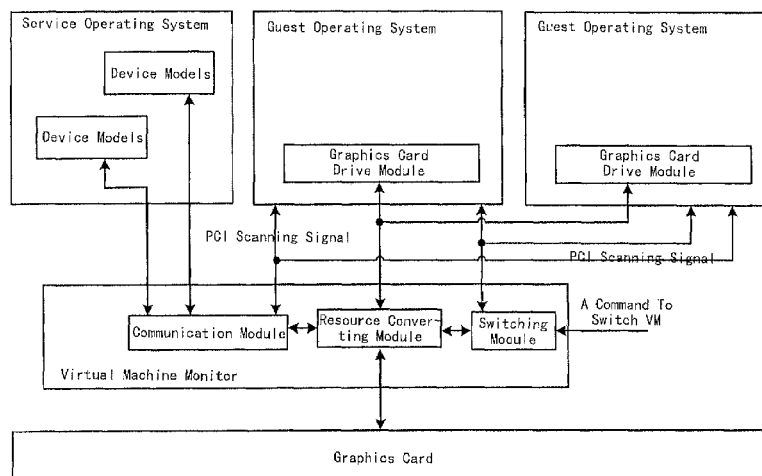 Service Operating System
Device Models
Device Models
Guest Operating System
Graphics Card
Drive Module
Guest Operating System
Graphics Card
Drive Module
PCI Scanning Signal
PCI Scanning Signal
Communication Module
Resource Conver-
ting Module
Switching
Module
A Command To
Switch VM
Virtual Machine Monitor
Graphics Card